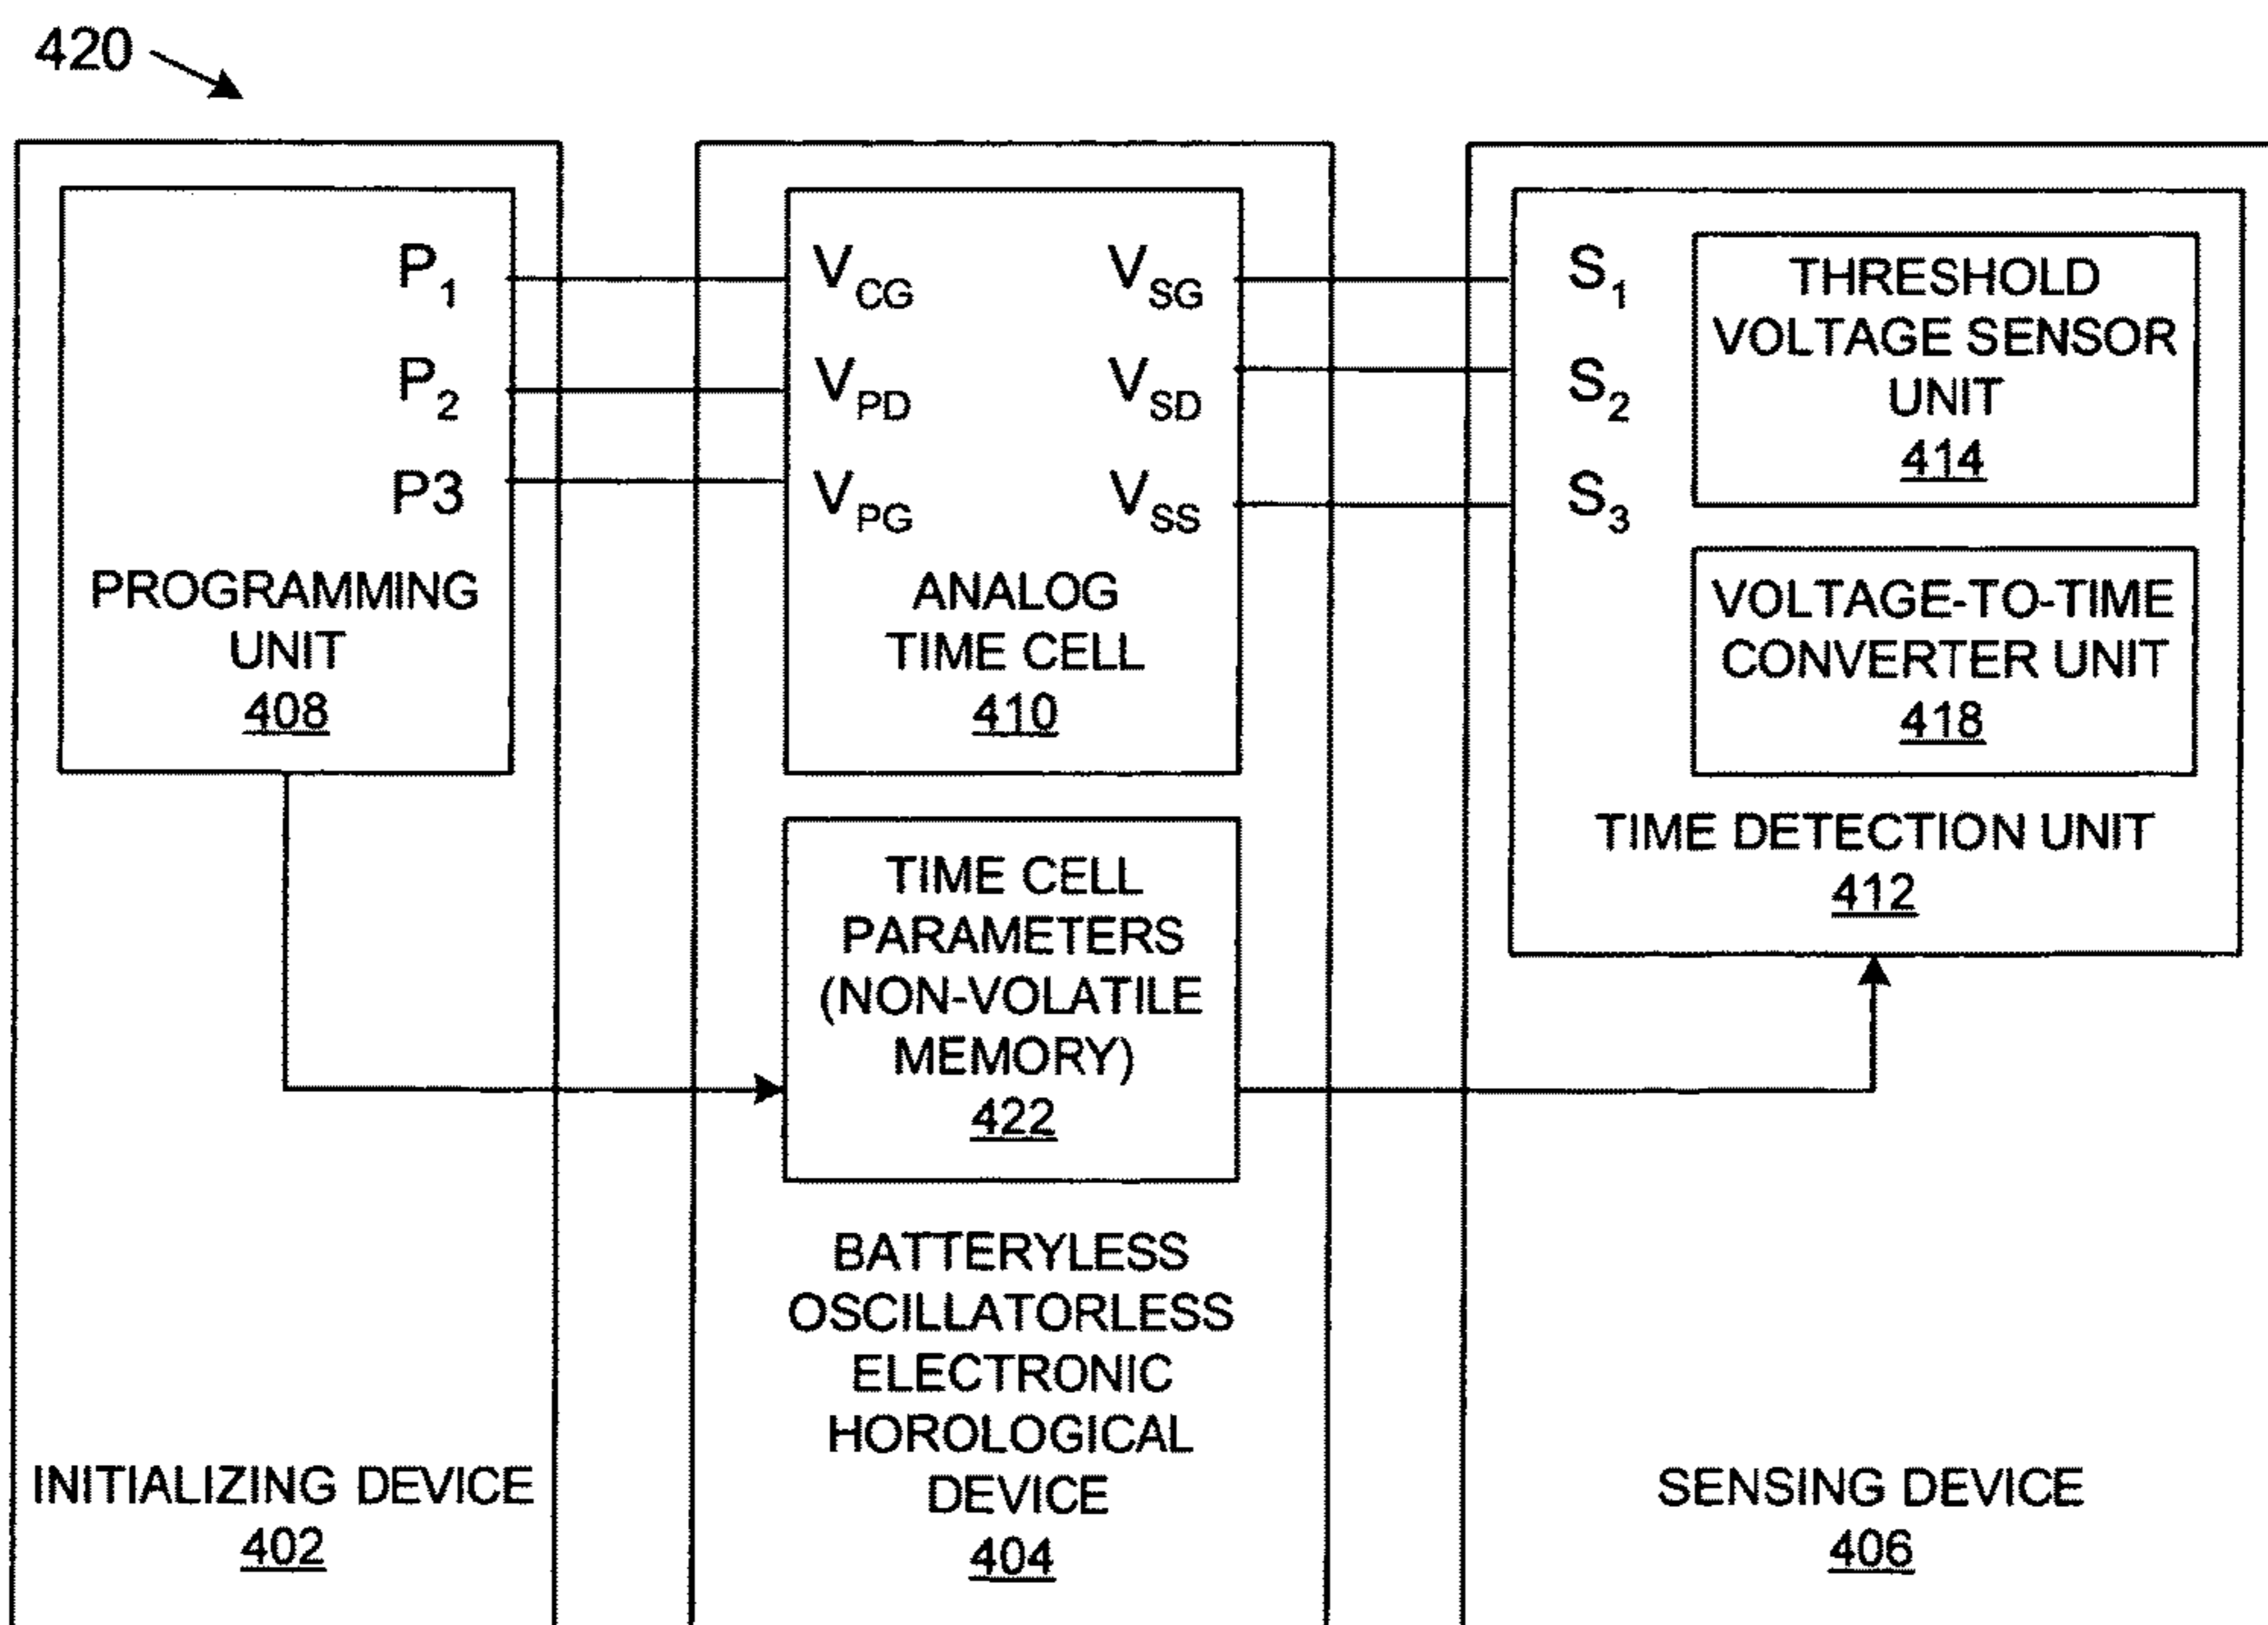 420
P1
P2
P3
PROGRAMMING
UNIT
408
INITIALIZING DEVICE
402
VCG
VPD
VPG
VSG
VSD
VSS
ANALOG
TIME CELL
410
TIME CELL
PARAMETERS
(NON-VOLATILE
MEMORY)
422
BATTERYLESS
OSCILLATORLESS
ELECTRONIC
HOROLOGICAL
DEVICE
404
S1
S2
S3
THRESHOLD
VOLTAGE SENSOR
UNIT
414
VOLTAGE-TO-TIME
CONVERTER UNIT
418
TIME DETECTION UNIT
412
SENSING DEVICE
406